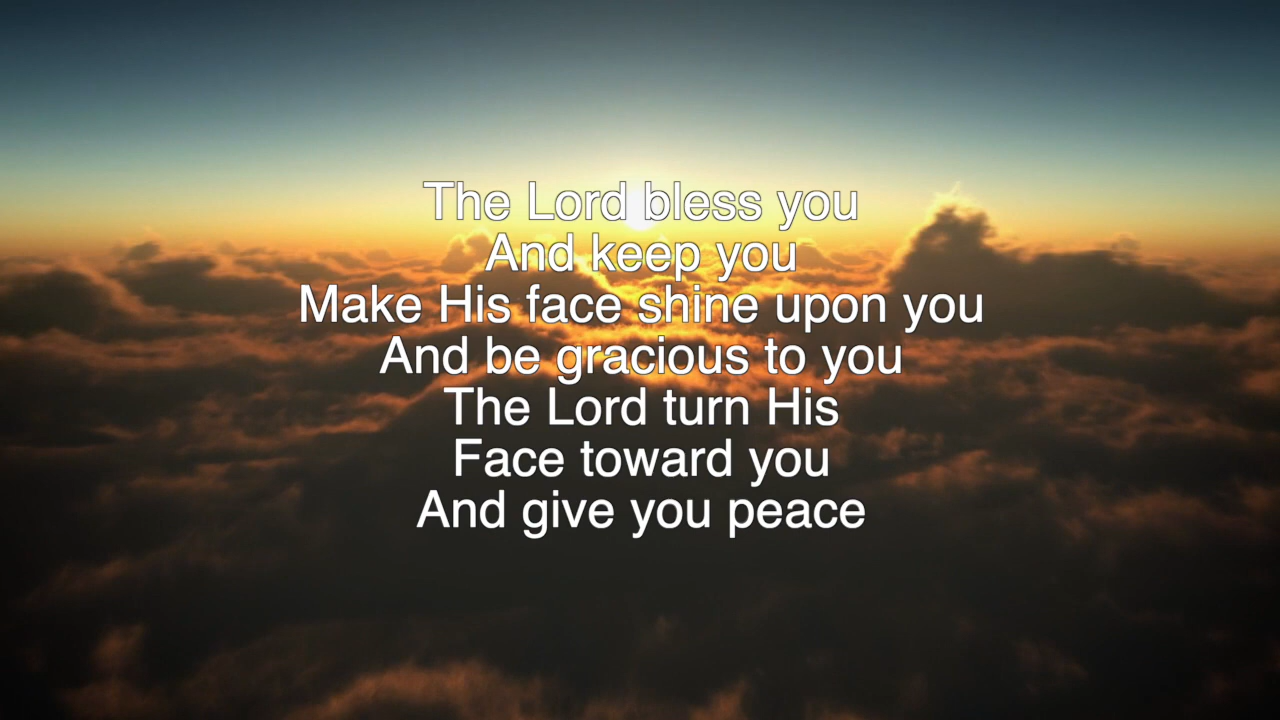 The Lord bless you
And keep you
Make His face shine upon you
And be gracious to you
The Lord turn His
Face toward you
And give you peace